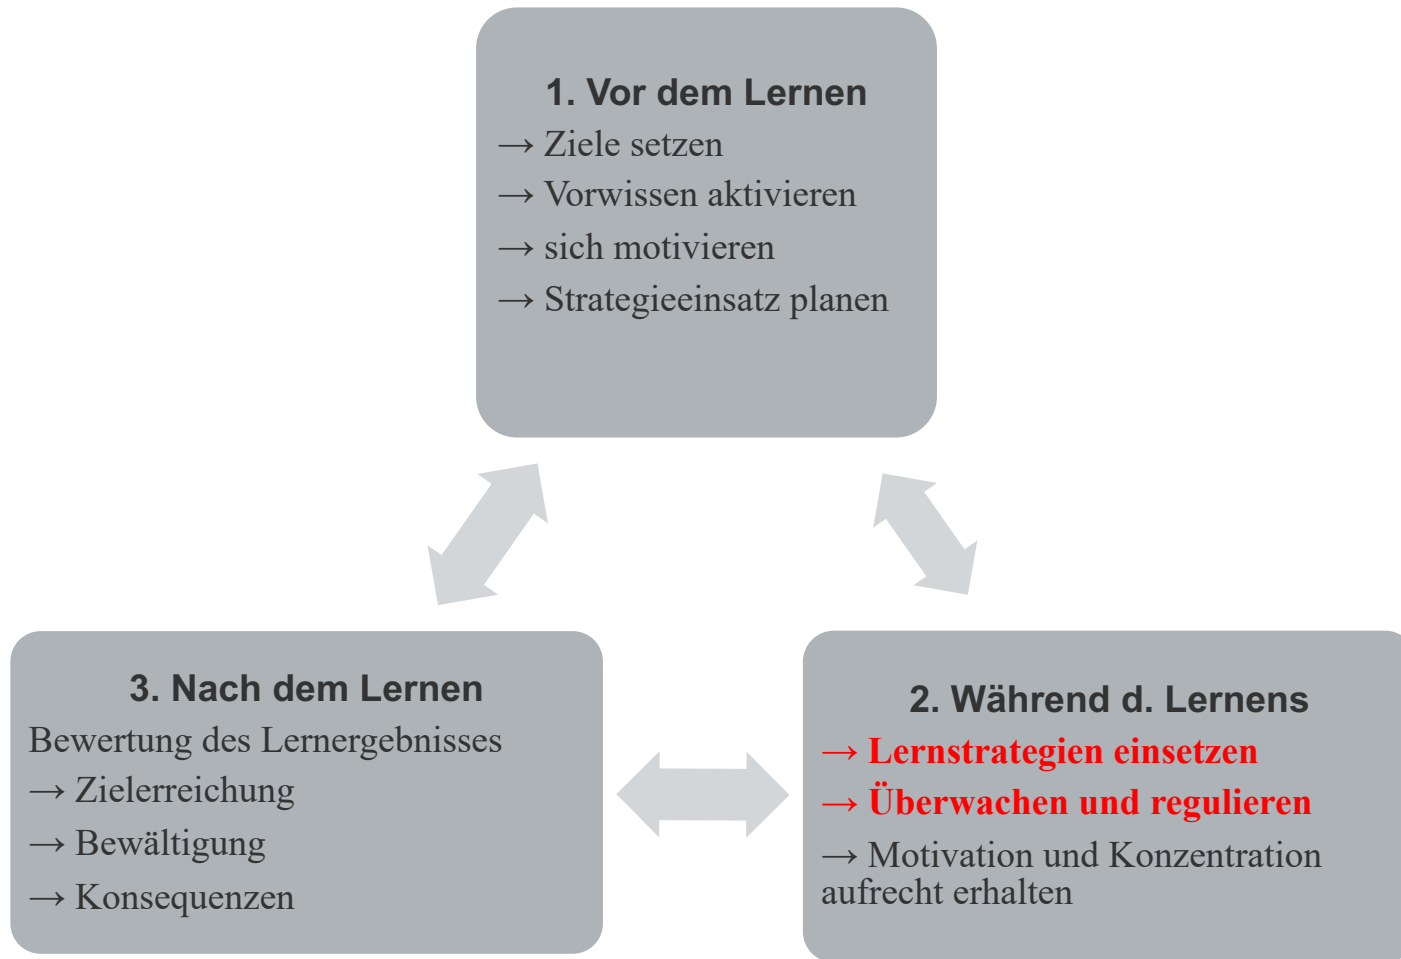 1. Vor dem Lernen
→ Ziele setzen
→ Vorwissen aktivieren
→ sich motivieren
→ Strategieeinsatz planen
3. Nach dem Lernen
Bewertung des Lernergebnisses
→ Zielerreichung
→ Bewältigung
→ Konsequenzen
2. Während d. Lernens
→ Lernstrategien einsetzen
→ Überwachen und regulieren
→ Motivation und Konzentration
aufrecht erhalten